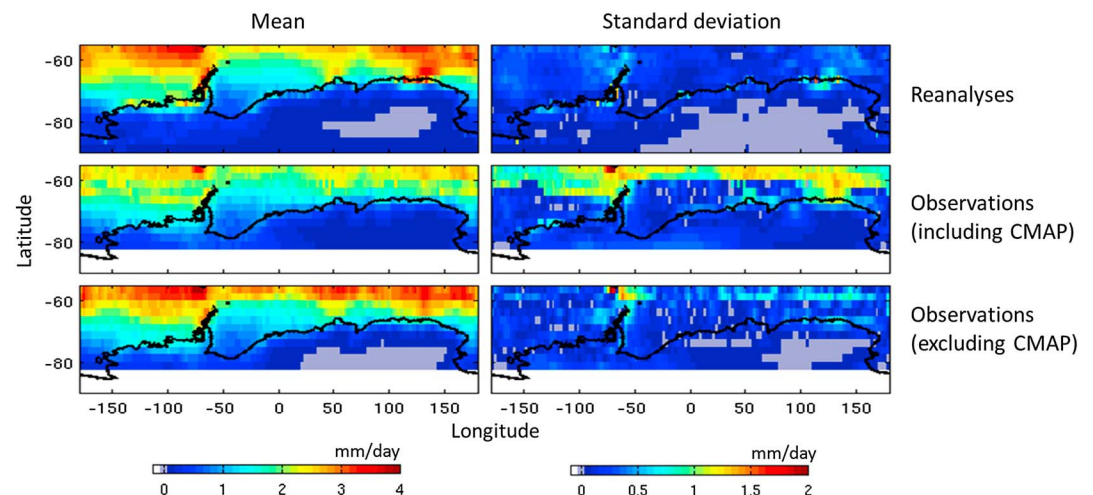 Mean Standard deviation
-60
-80
Reanalyses
-60
-80
Observations
(including CMAP)
Latitude
-60
-80
Observations
(excluding CMAP)
-150 -100 -50 0 50 100 150 -150 -100 -50 0 50 100 150
Longitude
mm/day mm/day
0 1 2 3 4 0 0.5 1 1.5 2